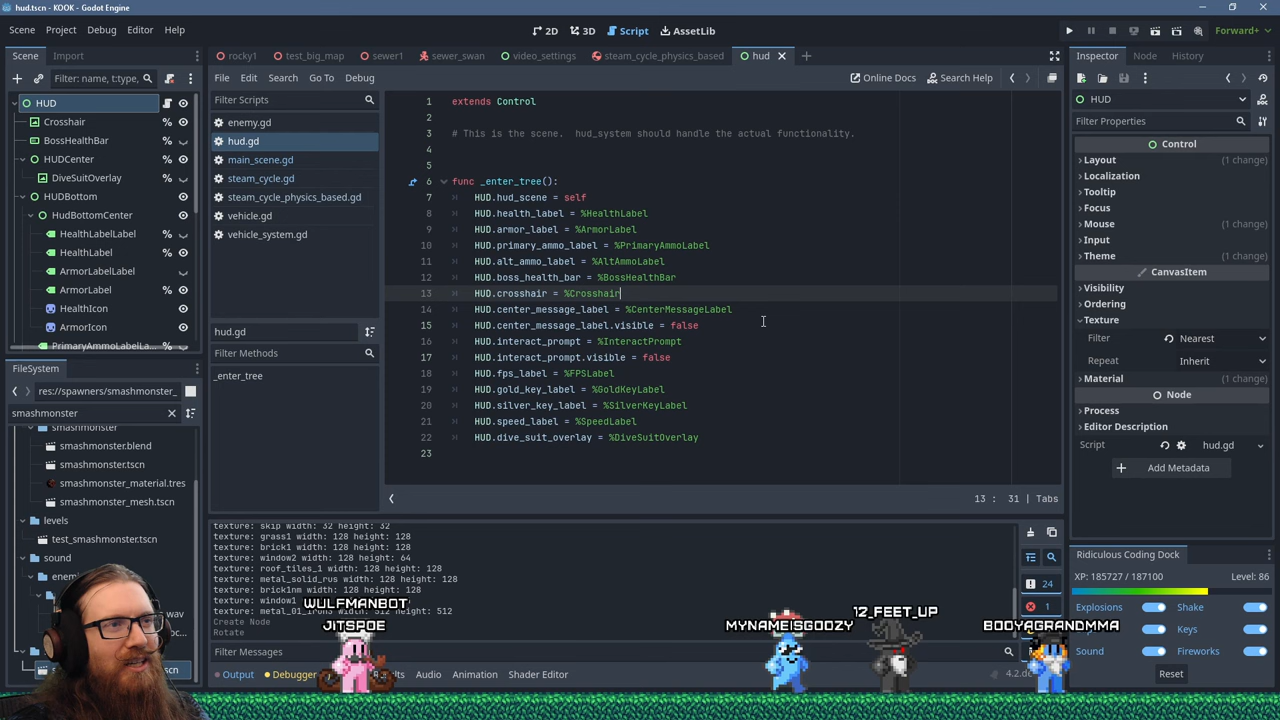 hud.tscn - KOOK - Godot Engine
Scene Project Debug Editor Help
2D 3D Script AssetLib
Forward+
Scene Import
rocky1 test_big_map sewer1 sewer_swan video_settings steam_cycle_physics_based hud
Inspector Node History
Filter: name, t:type,
File Edit Search Go To Debug
Online Docs Search Help
HUD
Crosshair
BossHealthBar
HUDCenter
DiveSuitOverlay
HUDBottom
HudBottomCenter
HealthLabelLabel
HealthLabel
ArmorLabelLabel
ArmorLabel
HealthIcon
ArmorIcon
PrimaryAmmoLabelLa...
FileSystem
res://spawners/smashmonster_
smashmonster
smashmonster
smashmonster.blend
smashmonster.tscn
smashmonster_material.tres
smashmonster_mesh.tscn
levels
test_smashmonster.tscn
sound
Filter Scripts
enemy.gd
hud.gd
main_scene.gd
steam_cycle.gd
steam_cycle_physics_based.gd
vehicle.gd
vehicle_system.gd
hud.gd
Filter Methods
_enter_tree
1 extends Control
2
3 # This is the scene.  hud_system should handle the actual functionality.
4
5
6 func _enter_tree():
7 HUD.hud_scene = self
8 HUD.health_label = %HealthLabel
9 HUD.armor_label = %ArmorLabel
10 HUD.primary_ammo_label = %PrimaryAmmoLabel
11 HUD.alt_ammo_label = %AltAmmoLabel
12 HUD.boss_health_bar = %BossHealthBar
13 HUD.crosshair = %Crosshair
14 HUD.center_message_label = %CenterMessageLabel
15 HUD.center_message_label.visible = false
16 HUD.interact_prompt = %InteractPrompt
17 HUD.interact_prompt.visible = false
18 HUD.fps_label = %FPSLabel
19 HUD.gold_key_label = %GoldKeyLabel
20 HUD.silver_key_label = %SilverKeyLabel
21 HUD.speed_label = %SpeedLabel
22 HUD.dive_suit_overlay = %DiveSuitOverlay
23
13 : 31 | Tabs
texture: skip width: 32 height: 32
texture: grass1 width: 128 height: 128
texture: brick1 width: 128 height: 128
texture: window2 width: 128 height: 64
texture: roof_tiles_1 width: 128 height: 128
texture: metal_solid_rus width: 128 height: 128
texture: brick1nm width: 128 height: 128
Create Node
Rotate
Filter Messages
24
1
Output Debugger Audio Animation Shader Editor
4.2.
HUD
Filter Properties
Control
Layout (1 change)
Localization
Tooltip
Focus
Mouse
Input
Theme
CanvasItem
Visibility
Ordering
Texture
Filter Nearest
Repeat Inherit
Material
Node
Process
Editor Description
Script hud.gd
Add Metadata
Ridiculous Coding Dock
XP: 185727 / 187100 Level: 86
Explosions Shake
Chars Keys
Sound Fireworks
Reset
WULFMANBOT
JiTSPOE
MYNAMEISGOOZY
12_FEET_UP
BOOYAGRANDMMA